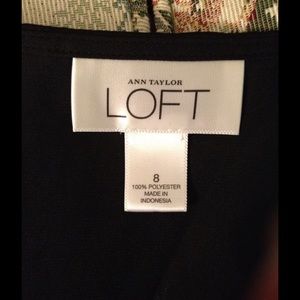 ANN TAYLOR
LOFT
8
100% POLYESTER
MADE IN
INDONESIA